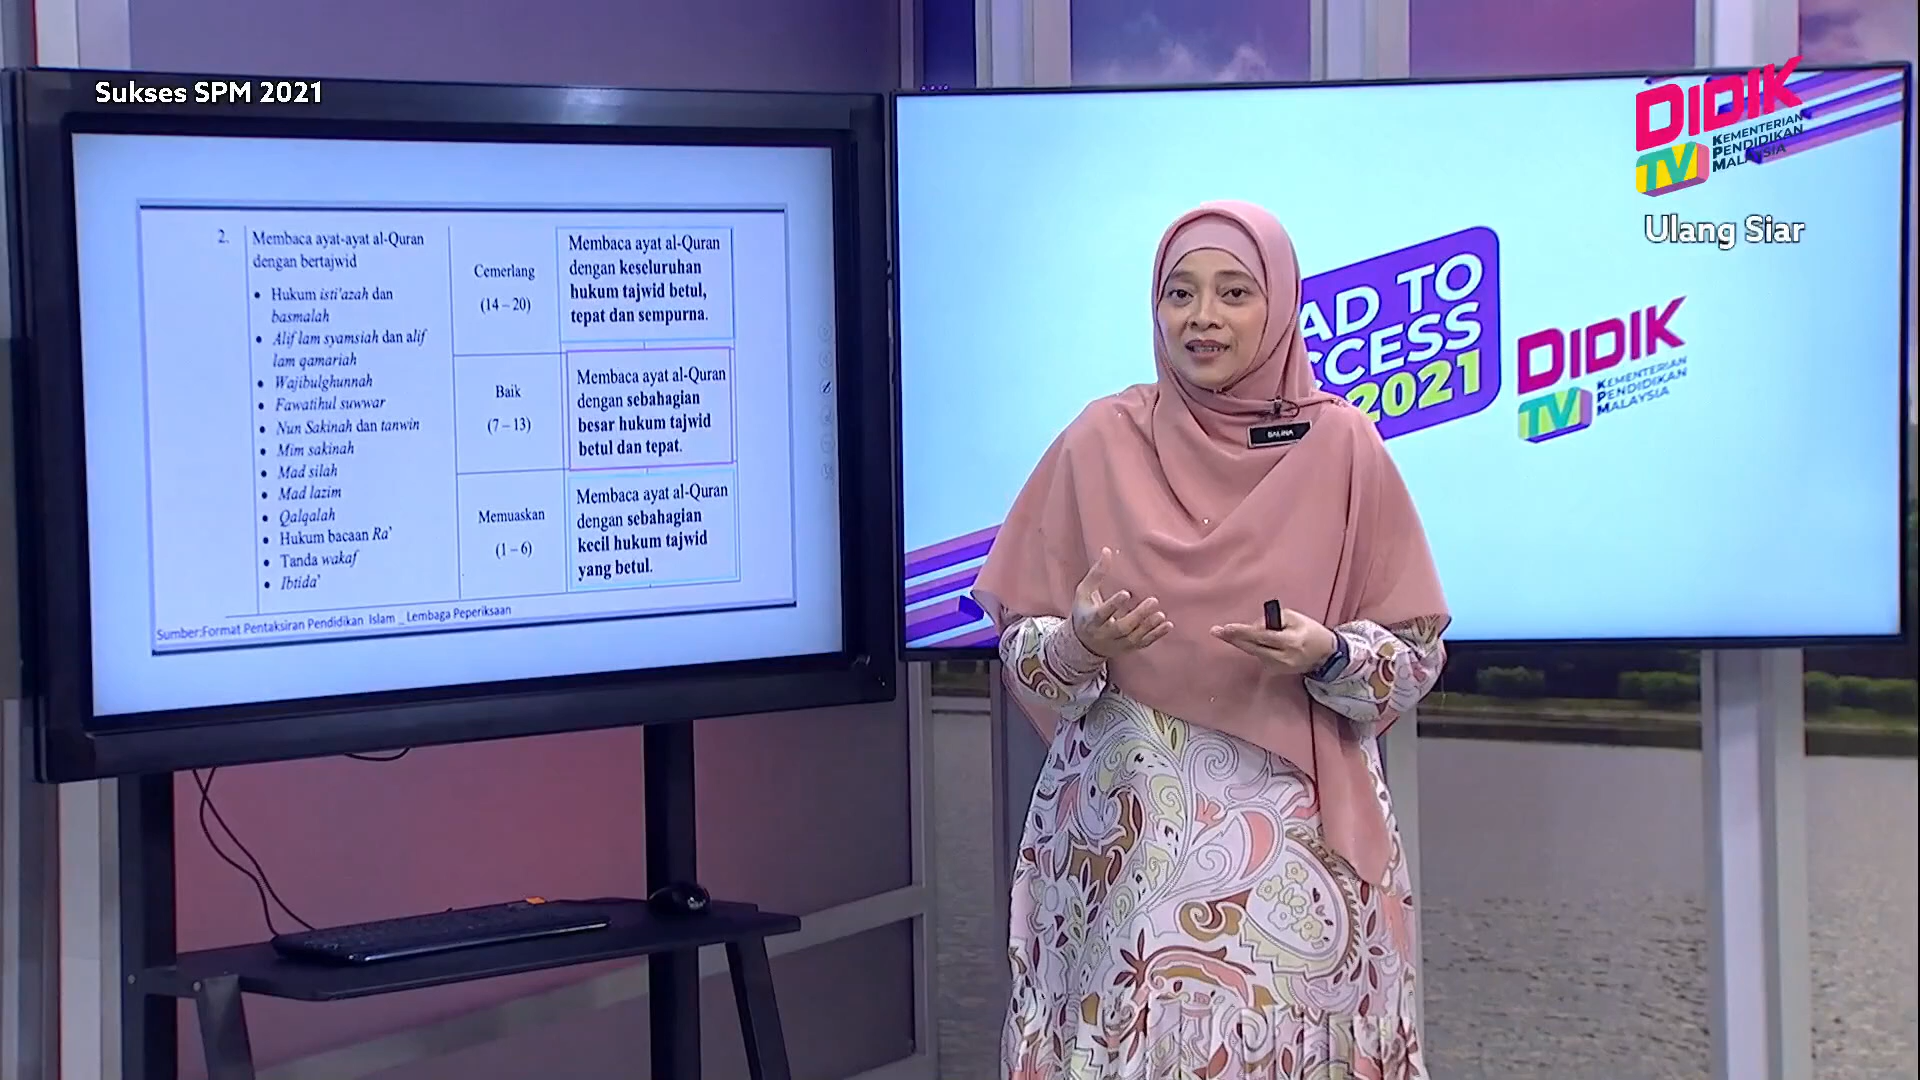 Sukses SPM 2021
2.
Membaca ayat-ayat al-Quran
dengan bertajwid
• Hukum isti'azah dan
basmalah
• Alif lam syamsiah dan alif
lam qamariah
• Wajibulghunnah
• Fawatihul suwwar
• Nun Sakinah dan tanwin
• Mim sakinah
• Mad silah
• Mad lazim
• Qalqalah
• Hukum bacaan Ra'
• Tanda wakaf
• Ibtida'
Cemerlang
(14 – 20)
Membaca ayat al-Quran
dengan keseluruhan
hukum tajwid betul,
tepat dan sempurna.
Baik
(7 – 13)
Membaca ayat al-Quran
dengan sebahagian
besar hukum tajwid
betul dan tepat.
Memuaskan
(1 – 6)
Membaca ayat al-Quran
dengan sebahagian
kecil hukum tajwid
yang betul.
Sumber:Format Pentaksiran Pendidikan Islam _ Lembaga Peperiksaan
AD TO
CCESS
2021
DIDIK
TV
KEMENTERIAN
PENDIDIKAN
MALAYSIA
SALINA
DIDIK
TV
KEMENTERIAN
PENDIDIKAN
MALAYSIA
Ulang Siar